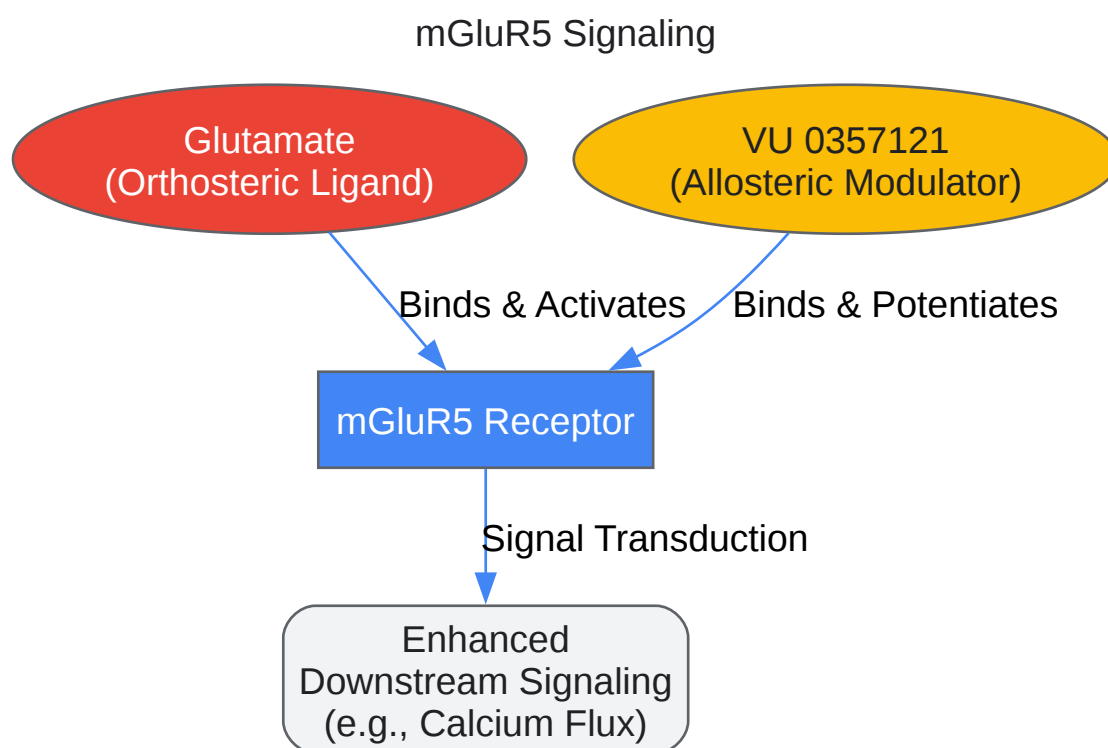 mGluR5 Signaling
Glutamate
(Orthosteric Ligand)
VU 0357121
(Allosteric Modulator)
Binds & Activates
Binds & Potentiates
mGluR5 Receptor
Signal Transduction
Enhanced
Downstream Signaling
(e.g., Calcium Flux)